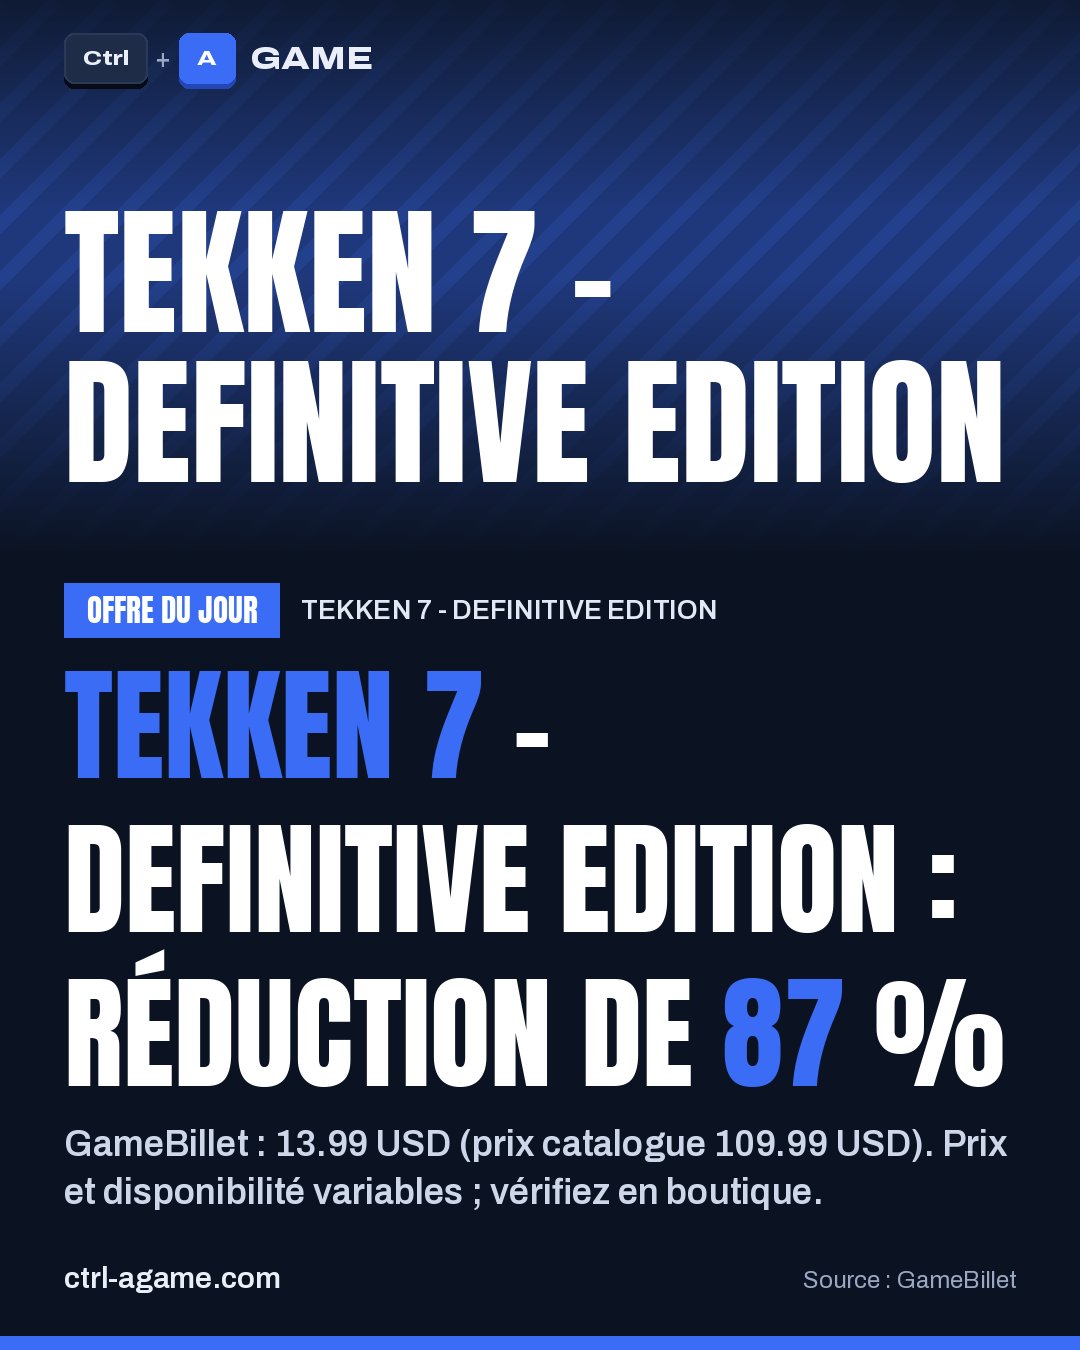 Ctrl + A GAME
TEKKEN 7 -
DEFINITIVE EDITION
OFFRE DU JOUR TEKKEN 7 - DEFINITIVE EDITION
TEKKEN 7 -
DEFINITIVE EDITION :
RÉDUCTION DE 87 %
GameBillet : 13.99 USD (prix catalogue 109.99 USD). Prix
et disponibilité variables ; vérifiez en boutique.
ctrl-agame.com Source : GameBillet